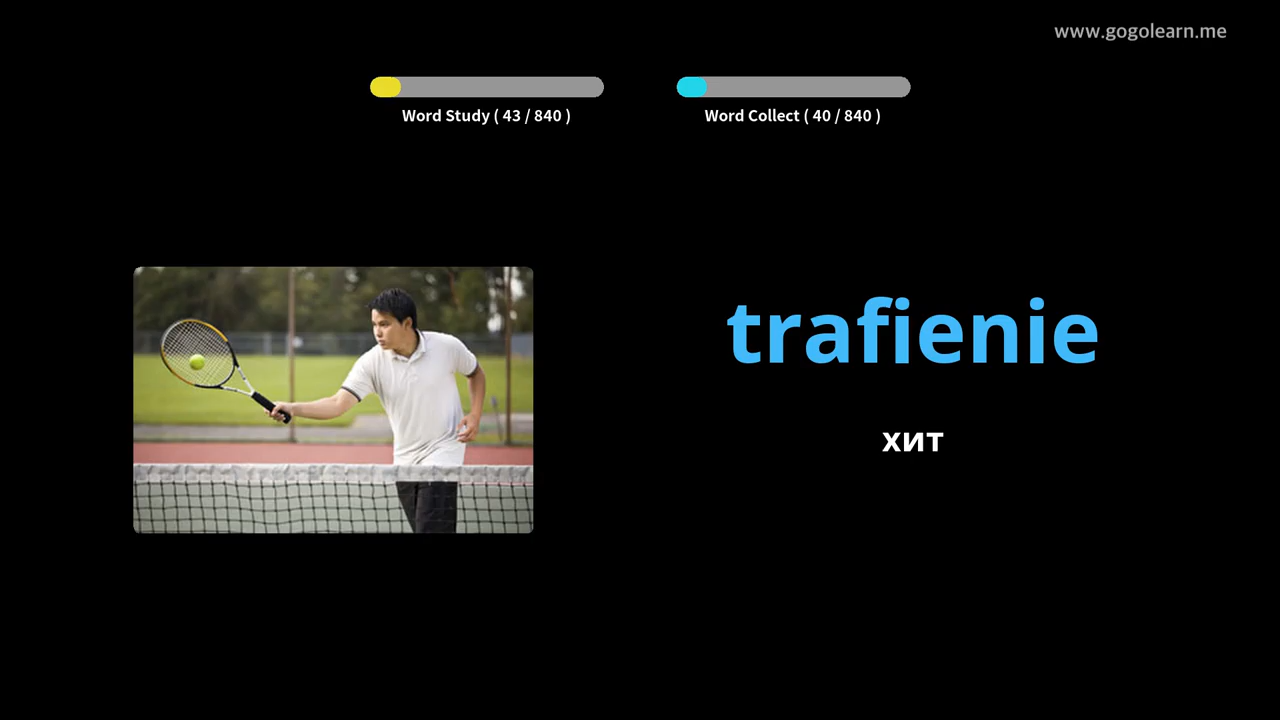 www.gogolearn.me
Word Study ( 43 / 840 )
Word Collect ( 40 / 840 )
trafienie
хит